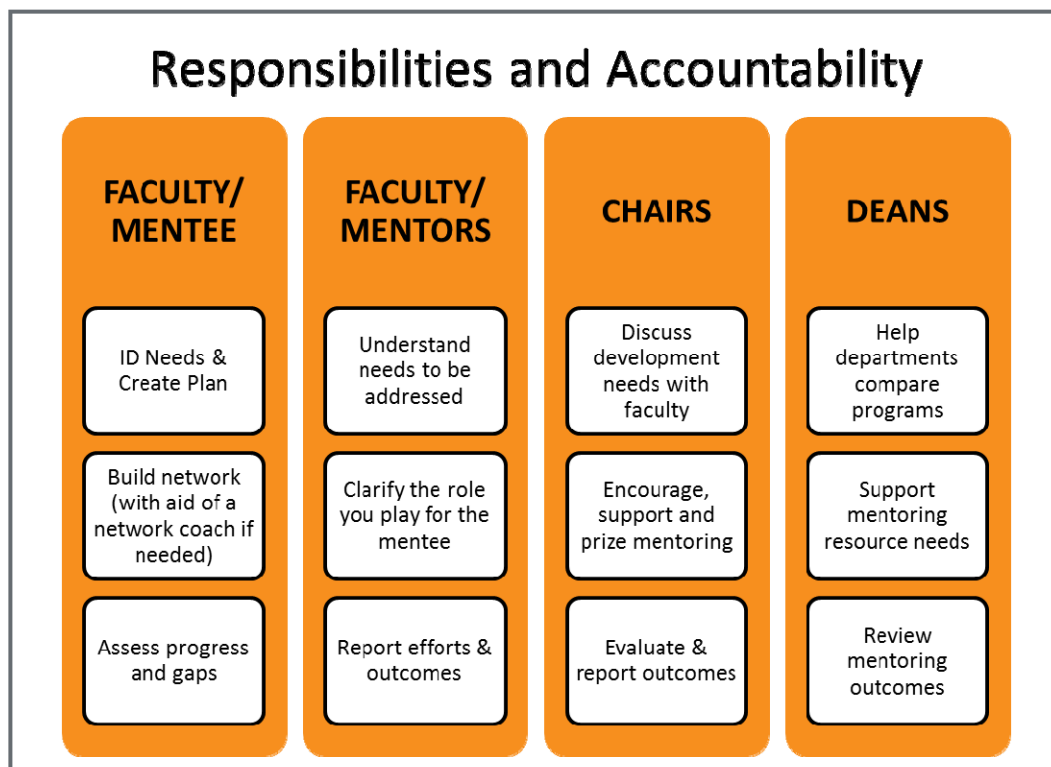 Responsibilities and Accountability
FACULTY/
MENTEE
ID Needs &
Create Plan
Build network
(with aid of a
network coach if
needed)
Assess progress
and gaps
FACULTY/
MENTORS
Understand
needs to be
addressed
Clarify the role
you play for the
mentee
Report efforts &
outcomes
CHAIRS
Discuss
development
needs with
faculty
Encourage,
support and
prize mentoring
Evaluate &
report outcomes
DEANS
Help
departments
compare
programs
Support
mentoring
resource needs
Review
mentoring
outcomes